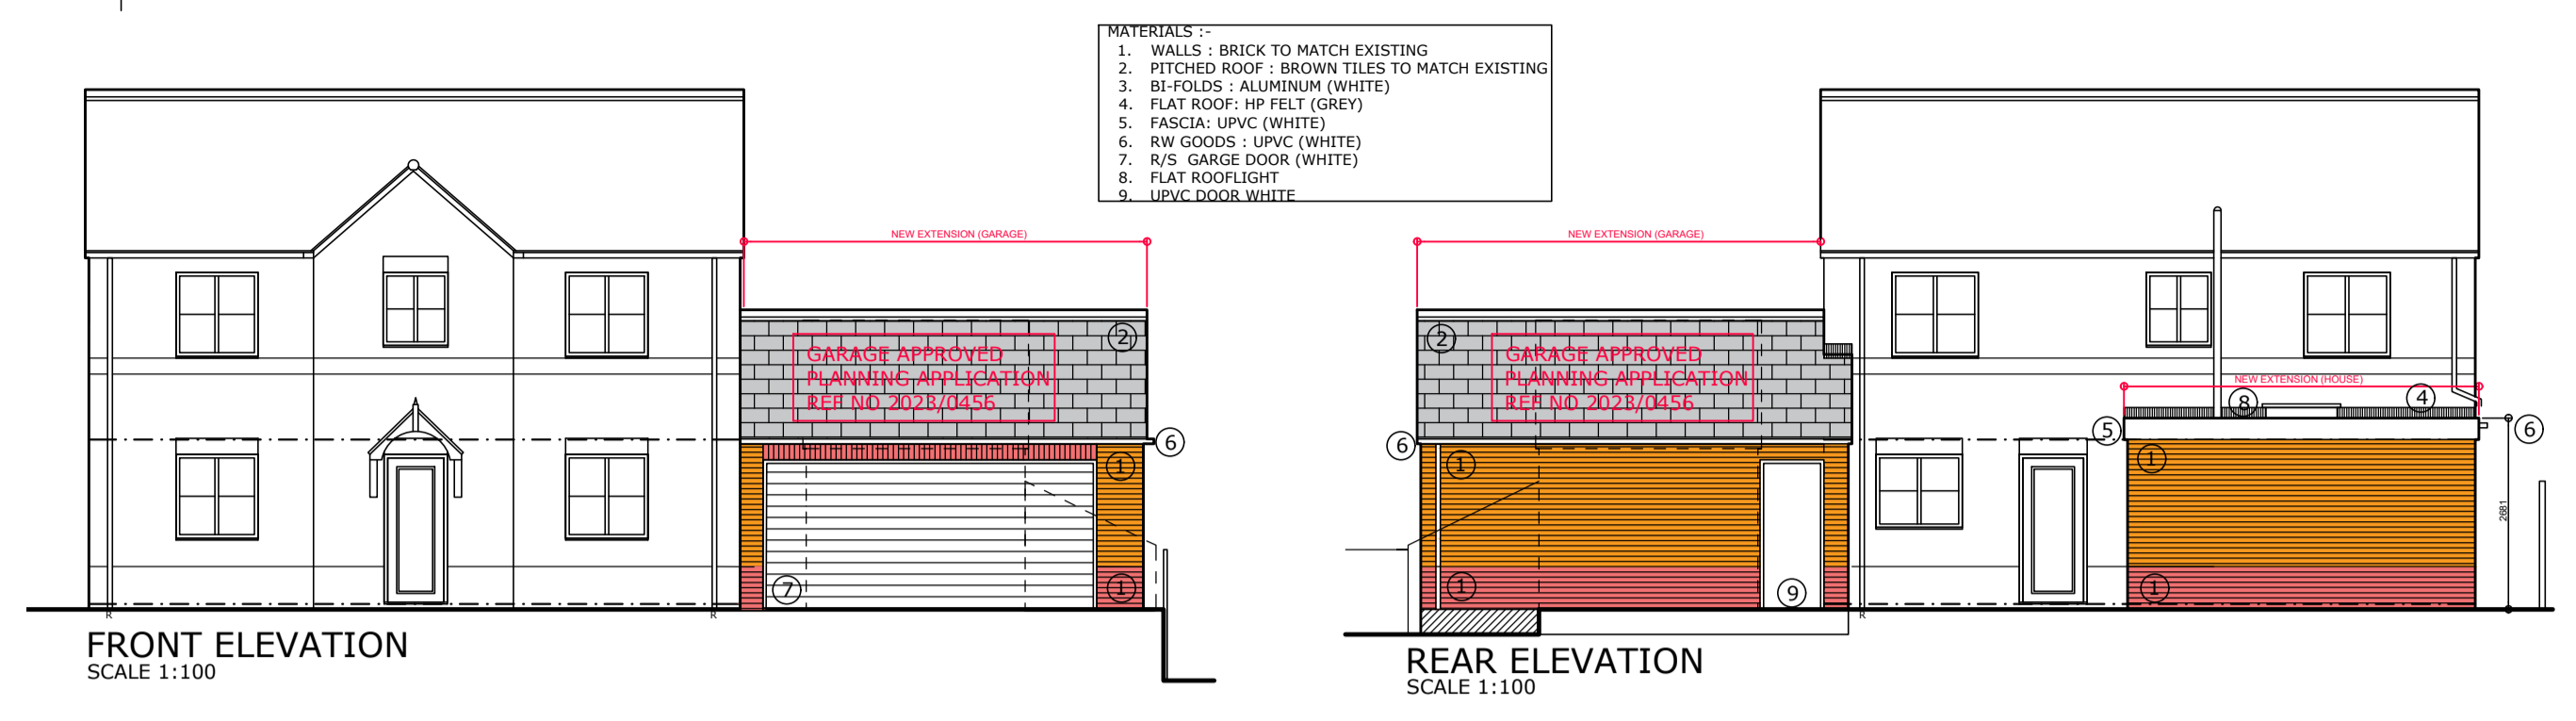 MATERIALS :-
1. WALLS : BRICK TO MATCH EXISTING
2. PITCHED ROOF : BROWN TILES TO MATCH EXISTING
3. BI-FOLDS : ALUMINUM (WHITE)
4. FLAT ROOF: HP FELT (GREY)
5. FASCIA: UPVC (WHITE)
6. RW GOODS : UPVC (WHITE)
7. R/S GARGE DOOR (WHITE)
8. FLAT ROOFLIGHT
9. UPVC DOOR WHITE
NEW EXTENSION (GARAGE)
2
GARAGE APPROVED
PLANNING APPLICATION
REF NO 2023/0456
6
1
7
1
R
R
FRONT ELEVATION
SCALE 1:100
NEW EXTENSION (GARAGE)
2
GARAGE APPROVED
PLANNING APPLICATION
REF NO 2023/0456
6
1
1
9
NEW EXTENSION (HOUSE)
8
4
5
6
1
2681
1
R
REAR ELEVATION
SCALE 1:100